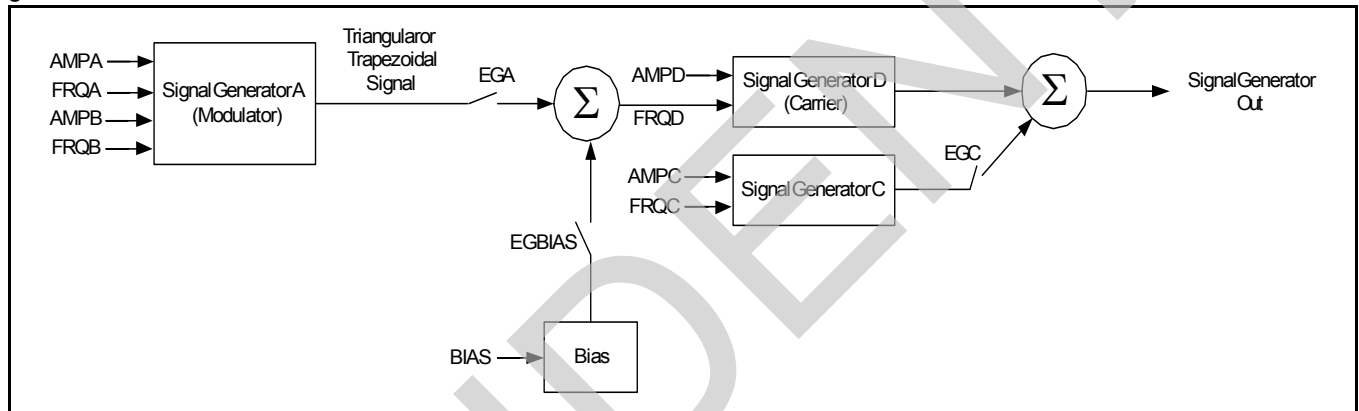 Triangularor
Trapezoidal
Signal
AMPA
FRQA
AMPB
FRQB
SignalGeneratorA
(Modulator)
EGA
Σ
AMPD
FRQD
SignalGeneratorD
(Carrier)
Σ
SignalGenerator
Out
EGC
AMPC
FRQC
SignalGeneratorC
EGBIAS
BIAS
Bias